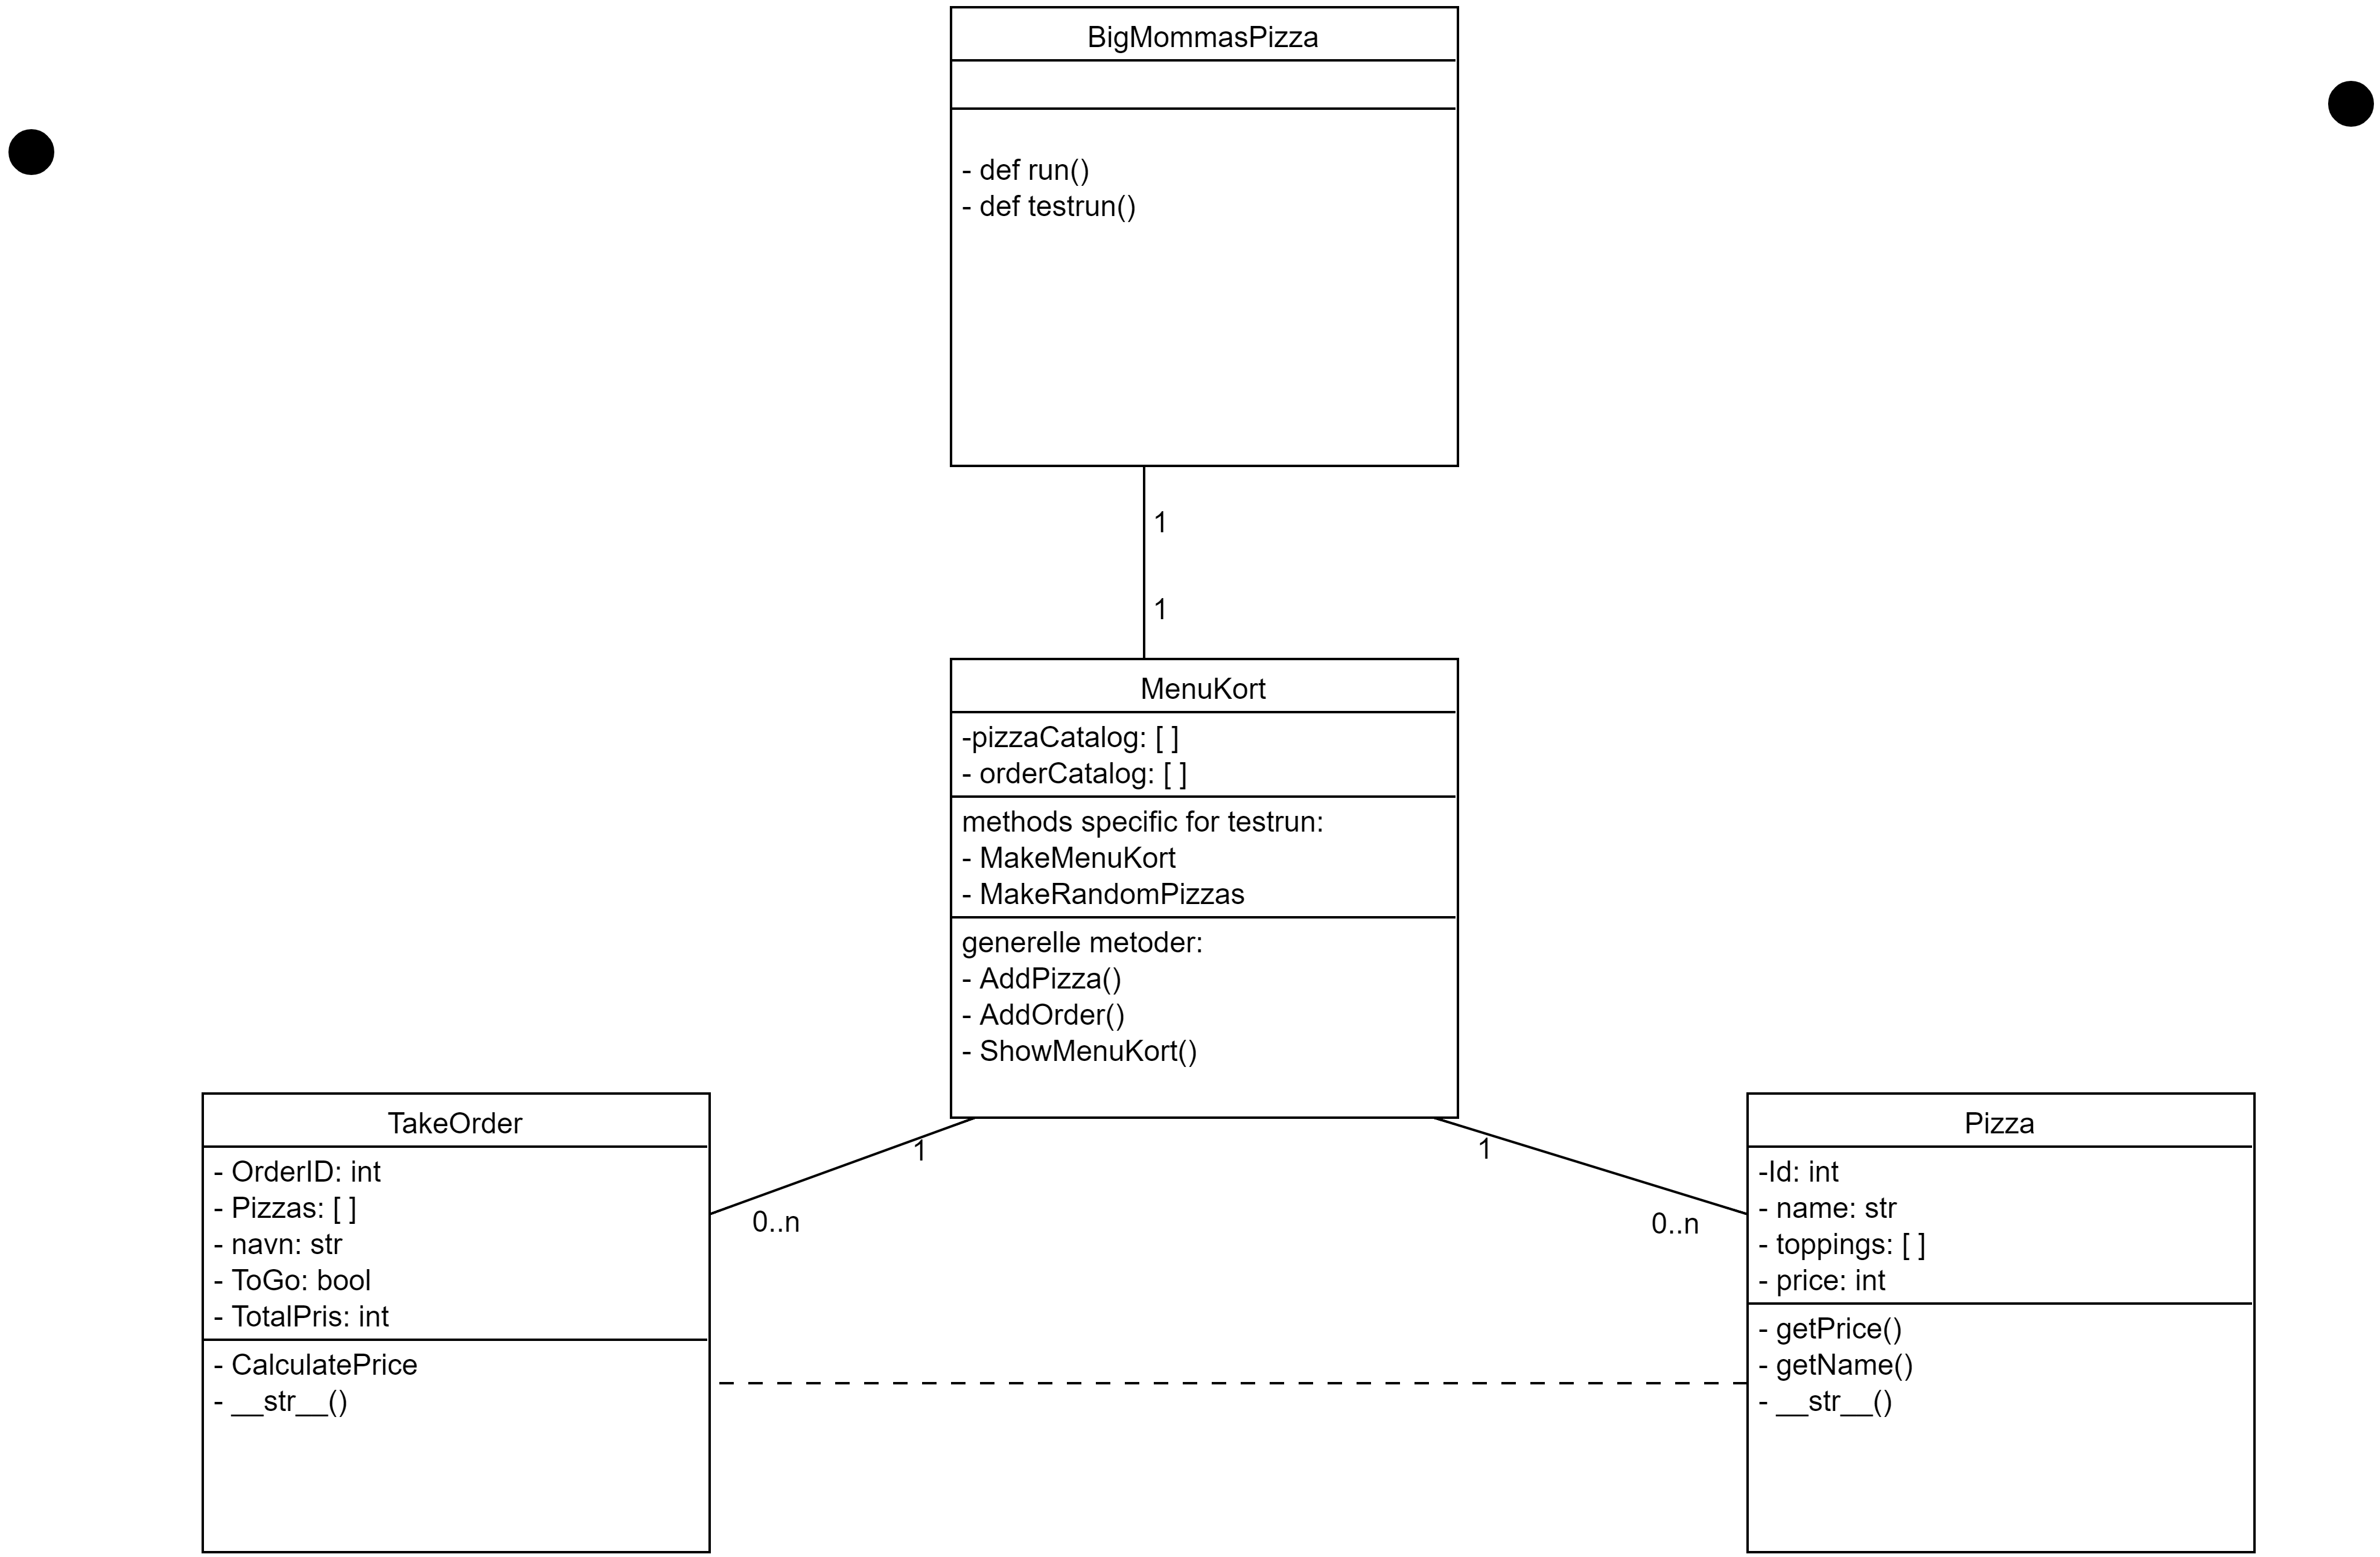 BigMommasPizza
- def run()
- def testrun()
1
1
MenuKort
-pizzaCatalog: [ ]
- orderCatalog: [ ]
methods specific for testrun:
- MakeMenuKort
- MakeRandomPizzas
generelle metoder:
- AddPizza()
- AddOrder()
- ShowMenuKort()
1
0..n
1
0..n
TakeOrder
- OrderID: int
- Pizzas: [ ]
- navn: str
- ToGo: bool
- TotalPris: int
- CalculatePrice
- __str__()
Pizza
-Id: int
- name: str
- toppings: [ ]
- price: int
- getPrice()
- getName()
- __str__()